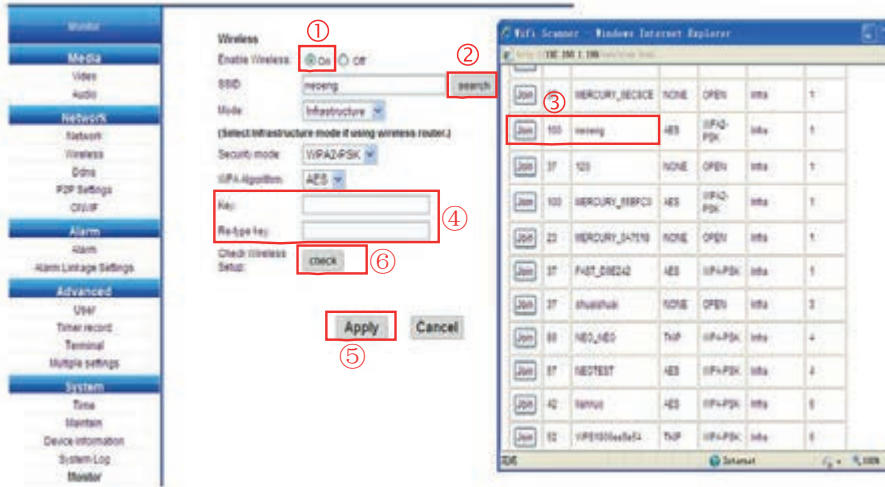 Monitor
Media
Video
Audio
Network
Network
Wireless
Ddns
P2P Settings
ONVIF
Alarm
Alarm
Alarm Linkage Settings
Advanced
User
Timer record
Terminal
Multiple settings
System
Time
Maintain
Device information
System Log
Monitor
Wireless
①
Enable Wireless: On Off
②
SSID neoeng search
Mode Infrastructure
(Select Infrastructure mode if using wireless router.)
Security mode WPA2-PSK
WPA Algorithm AES
Key:
④
Re-type key
Check Wireless Setup: check ⑥
Apply Cancel
⑤
Wifi Scanner - Windows Internet Explorer
③
Join NONE OPEN Infra 1
Join 100 neoeng AES WPA2-PSK Infra 1
Join 37 123 NONE OPEN Infra 1
Join 100 AES WPA2-PSK Infra 1
Join 23 NONE OPEN Infra 1
Join 37 AES WPA-PSK Infra 1
Join 37 shuaishuai NONE OPEN Infra 3
Join NEO_NEO TKIP WPA-PSK Infra 4
Join NEOTEST AES WPA-PSK Infra 4
Join 42 AES WPA-PSK Infra 6
Join 52 TKIP WPA-PSK Infra 6
完成 Internet 100%